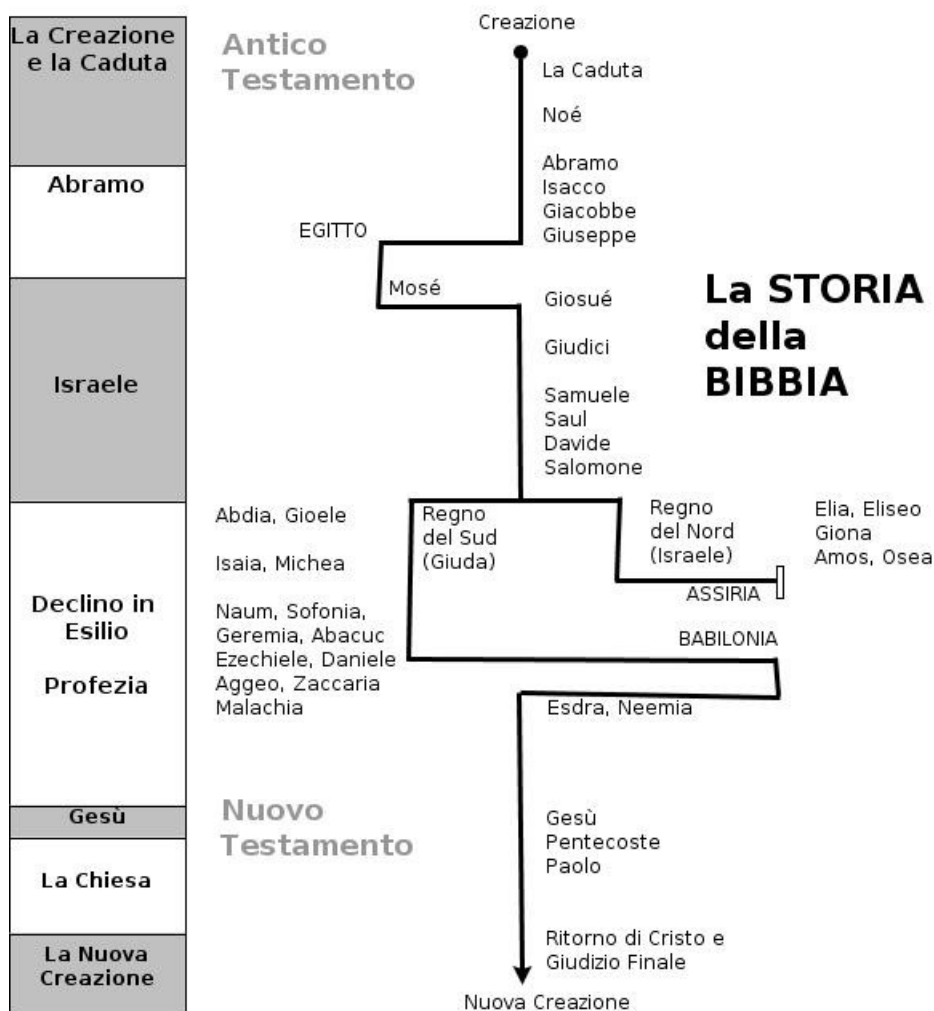 La Creazione
e la Caduta
Abramo
Israele
Declino in
Esilio
Profezia
Gesù
La Chiesa
La Nuova
Creazione
Antico
Testamento
Creazione
La Caduta
Noé
Abramo
Isacco
Giacobbe
Giuseppe
EGITTO
Mosé
Giosué
Giudici
Samuele
Saul
Davide
Salomone
La STORIA
della
BIBBIA
Abdia, Gioele
Isaia, Michea
Naum, Sofonia,
Geremia, Abacuc
Ezechiele, Daniele
Aggeo, Zaccaria
Malachia
Regno
del Sud
(Giuda)
Regno
del Nord
(Israele)
Elia, Eliseo
Giona
Amos, Osea
ASSIRIA
BABILONIA
Esdra, Neemia
Nuovo
Testamento
Gesù
Pentecoste
Paolo
Ritorno di Cristo e
Giudizio Finale
Nuova Creazione